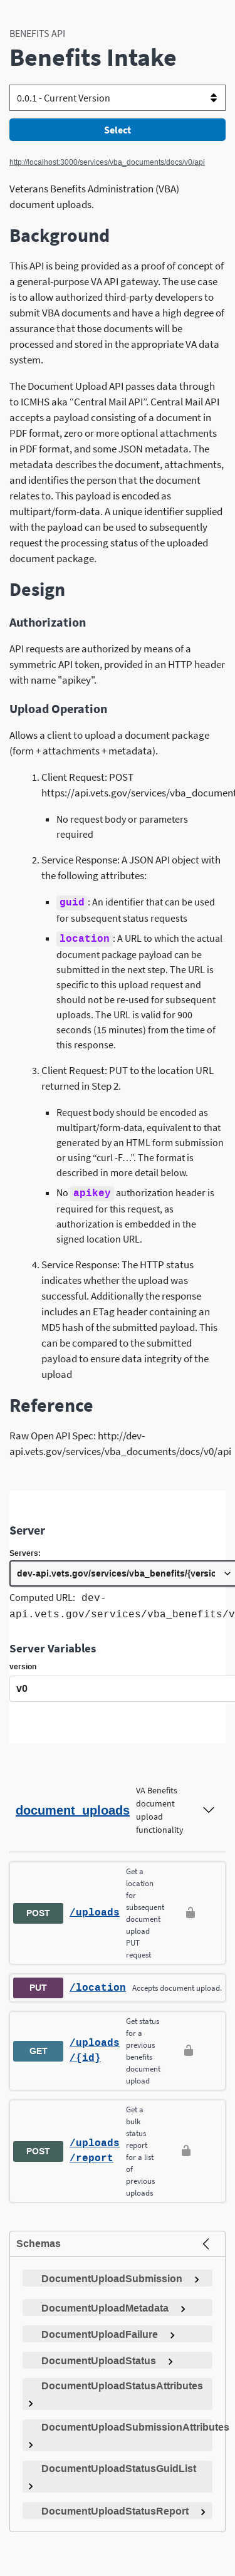 BENEFITS API
Benefits Intake
0.0.1 - Current Version
Select
http://localhost:3000/services/vba_documents/docs/v0/api
Veterans Benefits Administration (VBA)
document uploads.
Background
This API is being provided as a proof of concept of
a general-purpose VA API gateway. The use case
is to allow authorized third-party developers to
submit VBA documents and have a high degree of
assurance that those documents will be
processed and stored in the appropriate VA data
system.
The Document Upload API passes data through
to ICMHS aka “Central Mail API”. Central Mail API
accepts a payload consisting of a document in
PDF format, zero or more optional attachments
in PDF format, and some JSON metadata. The
metadata describes the document, attachments,
and identifies the person that the document
relates to. This payload is encoded as
multipart/form-data. A unique identifier supplied
with the payload can be used to subsequently
request the processing status of the uploaded
document package.
Design
Authorization
API requests are authorized by means of a
symmetric API token, provided in an HTTP header
with name "apikey".
Upload Operation
Allows a client to upload a document package
(form + attachments + metadata).
1. Client Request: POST
https://api.vets.gov/services/vba_document
▪ No request body or parameters
required
2. Service Response: A JSON API object with
the following attributes:
▪ guid: An identifier that can be used
for subsequent status requests
▪ location: A URL to which the actual
document package payload can be
submitted in the next step. The URL is
specific to this upload request and
should not be re-used for subsequent
uploads. The URL is valid for 900
seconds (15 minutes) from the time of
this response.
3. Client Request: PUT to the location URL
returned in Step 2.
▪ Request body should be encoded as
multipart/form-data, equivalent to that
generated by an HTML form submission
or using “curl -F…”. The format is
described in more detail below.
▪ No apikey authorization header is
required for this request, as
authorization is embedded in the
signed location URL.
4. Service Response: The HTTP status
indicates whether the upload was
successful. Additionally the response
includes an ETag header containing an
MD5 hash of the submitted payload. This
can be compared to the submitted
payload to ensure data integrity of the
upload
Reference
Raw Open API Spec: http://dev-
api.vets.gov/services/vba_documents/docs/v0/api
Server
Servers:
dev-api.vets.gov/services/vba_benefits/{versic
Computed URL: dev-
api.vets.gov/services/vba_benefits/v
Server Variables
version
v0
document_uploads
VA Benefits
document
upload
functionality
POST
/uploads
Get a
location
for
subsequent
document
upload
PUT
request
PUT
/location
Accepts document upload.
GET
/uploads
/{id}
Get status
for a
previous
benefits
document
upload
POST
/uploads
/report
Get a
bulk
status
report
for a list
of
previous
uploads
Schemas
DocumentUploadSubmission
DocumentUploadMetadata
DocumentUploadFailure
DocumentUploadStatus
DocumentUploadStatusAttributes
DocumentUploadSubmissionAttributes
DocumentUploadStatusGuidList
DocumentUploadStatusReport